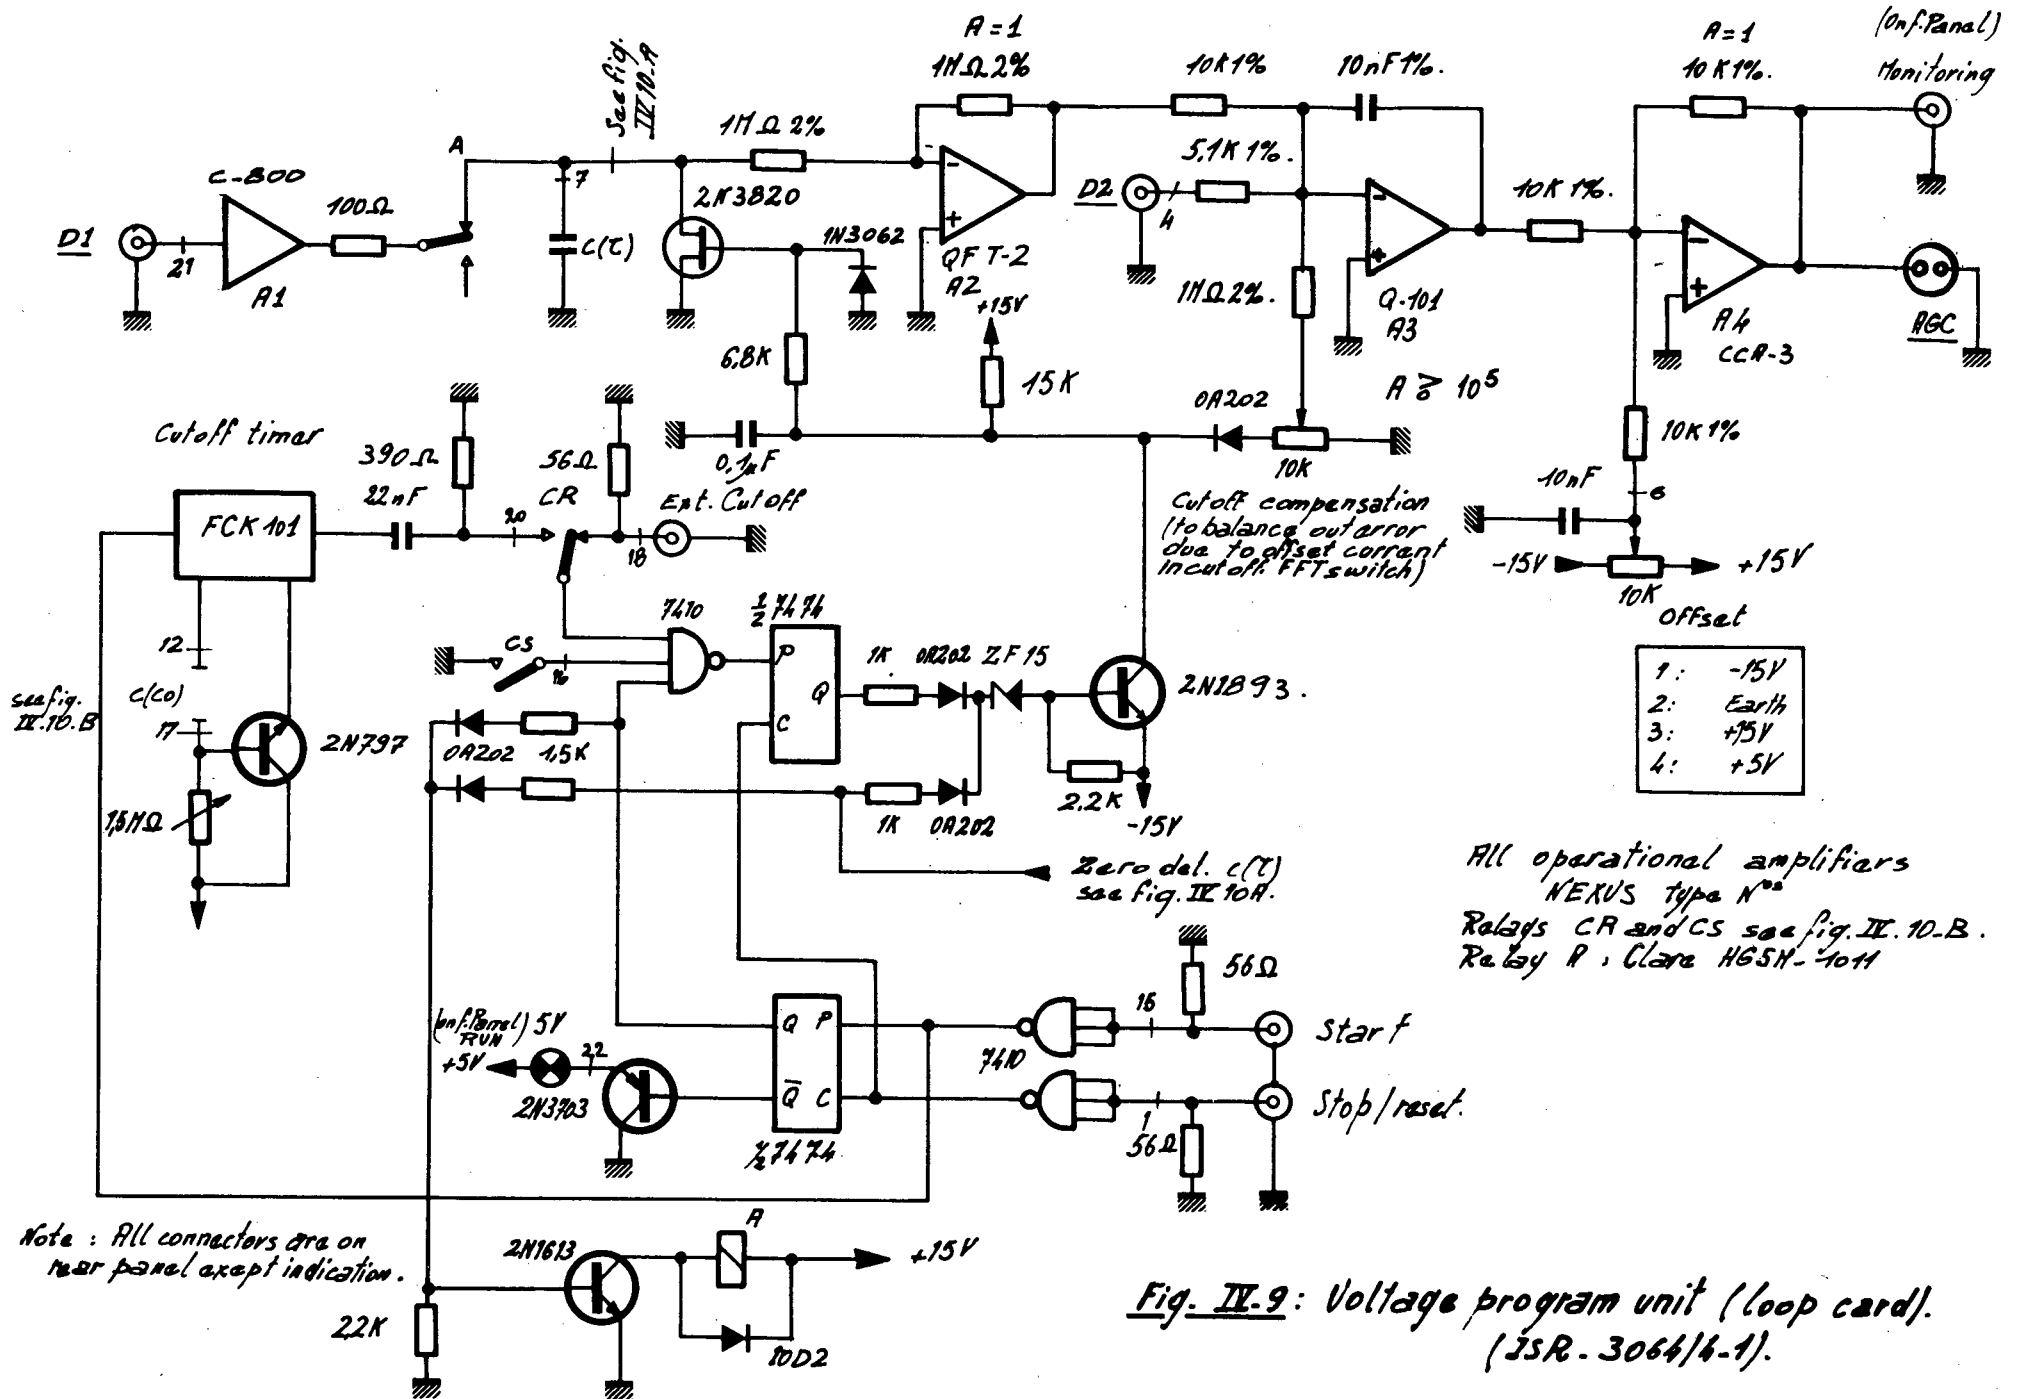 A = 1
1MΩ 2%
10K 1%
10nF 1%.
A = 1
10K 1%.
(On f. Panel)
Monitoring
See fig.
IV 10.A
A
1MΩ 2%
5,1K 1%.
C-800
100Ω
7
2N3820
D2
4
10K 1%.
D1
21
A1
C(τ)
1N3062
-
+
QFT-2
A2
+15V
1MΩ 2%.
-
+
Q-101
A3
-
+
A4
CCA-3
AGC
6,8K
15K
A ⩾ 10⁵
0A202
10K 1%
Cutoff timer
390Ω
56Ω
0,1µF
10K
22nF
CR
Ext. Cutoff
10nF
6
FCK 101
20
18
Cutoff compensation
(to balance out error
due to offset current
in cutoff FFT switch)
-15V
+15V
10K
Offset
7410
½ 7474
12
CS
16
P
Q
C
1K
0A202
ZF 15
2N1893.
1: -15V
2: Earth
3: +15V
4: +5V
see fig.
IV.10.B
C(CO)
17
2N797
0A202
1,5K
1,5MΩ
1K
0A202
2.2K
-15V
Zero del. c(τ)
see fig. IV 10A.
All operational amplifiers
NEXUS type Nºˢ
Relays CR and CS see fig. IV. 10-B.
Relay A : Clare HGSM-1011
56Ω
15
Start
(on f. Panel) 5V
RUN
+5V
22
2N3703
Q P
Q̅ C
7410
1
56Ω
Stop/reset.
½ 7474
Note : All connectors are on
rear panel exept indication.
2N1613
A
+15V
2,2K
10D2
Fig. IV-9: Voltage program unit (loop card).
(ISR - 3064/4-1).